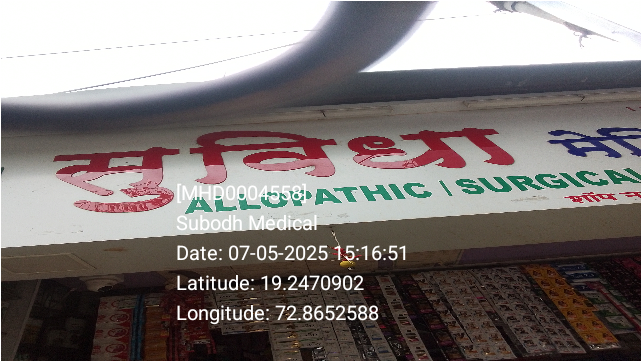 सुविधा
ALLOPATHIC | SURGICAL
शॉप
[MHD0004558]
Subodh Medical
Date: 07-05-2025 15:16:51
Latitude: 19.2470902
Longitude: 72.8652588